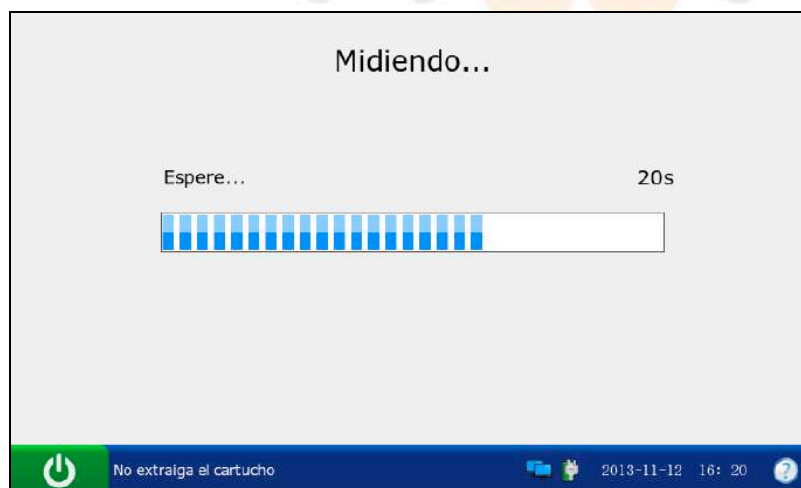 Midiendo...
Espere... 20s
No extraiga el cartucho 2013-11-12 16: 20 ?